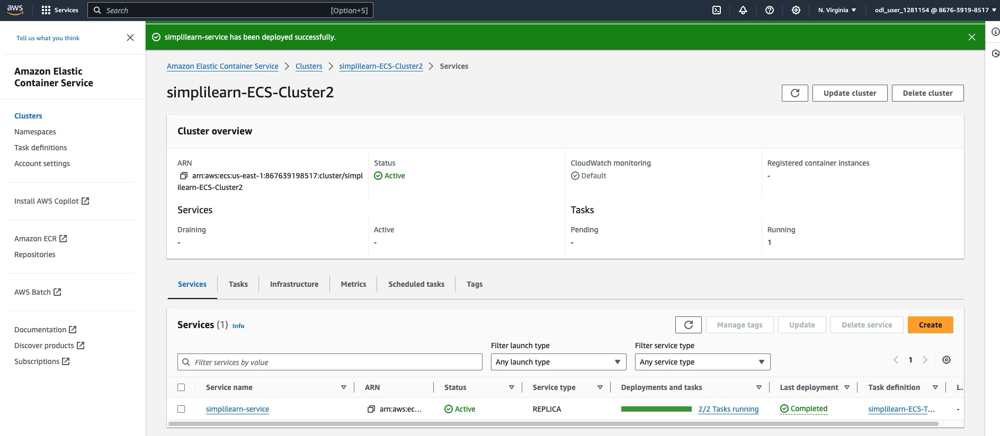 aws
Services
Search
[Option+S]
N. Virginia
odl_user_1281154 @ 8676-3919-8517
Tell us what you think
Amazon Elastic
Container Service
Clusters
Namespaces
Task definitions
Account settings
Install AWS Copilot
Amazon ECR
Repositories
AWS Batch
Documentation
Discover products
Subscriptions
simplilearn-service has been deployed successfully.
Amazon Elastic Container Service > Clusters > simplilearn-ECS-Cluster2 > Services
simplilearn-ECS-Cluster2
Update cluster
Delete cluster
Cluster overview
ARN
arn:aws:ecs:us-east-1:867639198517:cluster/simpl
ilearn-ECS-Cluster2
Status
Active
CloudWatch monitoring
Default
Registered container instances
-
Services
Draining
-
Active
-
Tasks
Pending
-
Running
1
Services
Tasks
Infrastructure
Metrics
Scheduled tasks
Tags
Services (1) Info
Manage tags
Update
Delete service
Create
Filter services by value
Filter launch type
Any launch type
Filter service type
Any service type
1
Service name
ARN
Status
Service type
Deployments and tasks
Last deployment
Task definition
L...
simplilearn-service
arn:aws:ec...
Active
REPLICA
2/2 Tasks running
Completed
simplilearn-ECS-T...
-